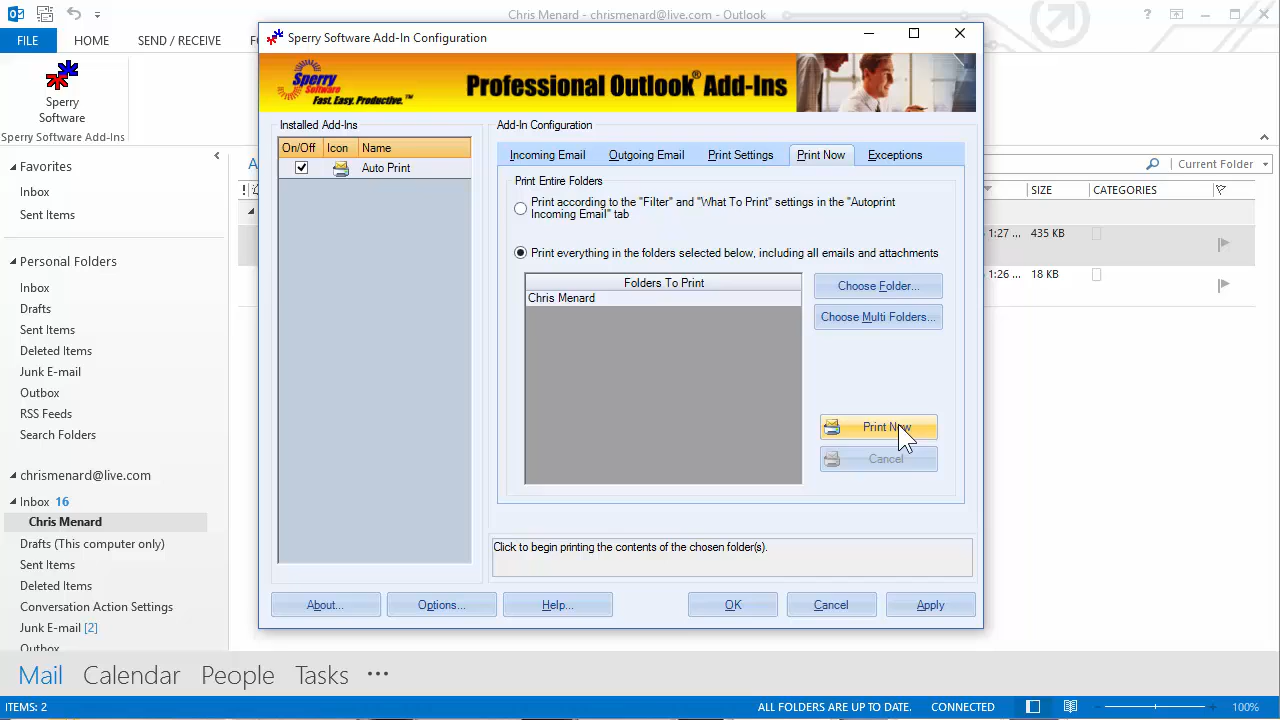 Chris Menard - chrismenard@live.com - Outlook
?
FILE
HOME
SEND / RECEIVE
Sperry
Software
Sperry Software Add-Ins
Favorites
Inbox
Sent Items
Personal Folders
Inbox
Drafts
Sent Items
Deleted Items
Junk E-mail
Outbox
RSS Feeds
Search Folders
chrismenard@live.com
Inbox 16
Chris Menard
Drafts (This computer only)
Sent Items
Deleted Items
Conversation Action Settings
Junk E-mail [2]
Outbox
Sperry Software Add-In Configuration
Sperry
Software
Fast. Easy. Productive.™
Professional Outlook® Add-Ins
Installed Add-Ins
On/Off Icon Name
Auto Print
Add-In Configuration
Incoming Email Outgoing Email Print Settings Print Now Exceptions
Print Entire Folders
Print according to the "Filter" and "What To Print" settings in the "Autoprint
Incoming Email" tab
Print everything in the folders selected below, including all emails and attachments
Folders To Print
Chris Menard
Choose Folder...
Choose Multi Folders...
Print Now
Cancel
Click to begin printing the contents of the chosen folder(s).
About... Options... Help... OK Cancel Apply
Current Folder
SIZE CATEGORIES
1:27 ... 435 KB
1:26 ... 18 KB
Mail Calendar People Tasks ...
ITEMS: 2
ALL FOLDERS ARE UP TO DATE. CONNECTED
100%